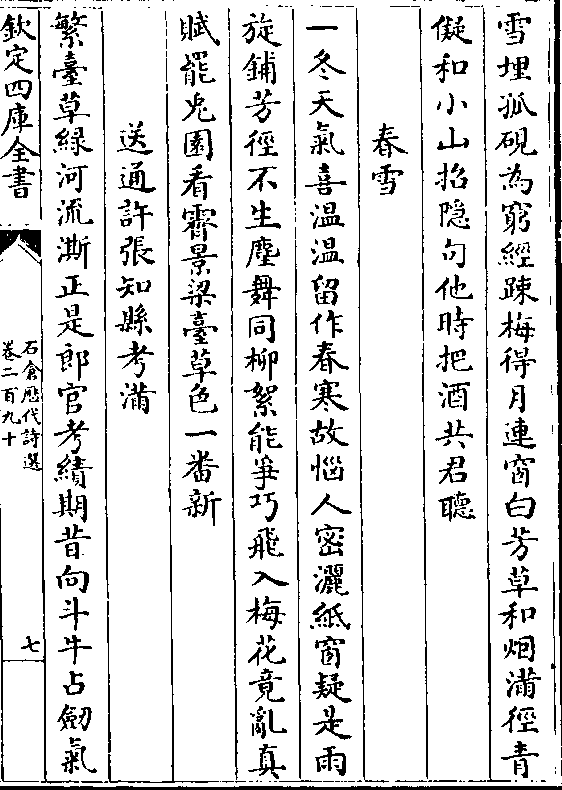 雪埋孤硯為窮經踈梅得月連窗白芳草和烟滿徑青
儗和小山招隐句他時把酒共君聽
春雪
一冬天氣喜溫溫留作春寒故惱人密灑紙窗疑是雨
旋鋪芳徑不生塵舞同柳絮能爭巧飛入梅花竟亂真
賦罷兎園看霽景梁臺草色一番新
送通許張知縣考滿
繁臺草綠河流澌正是郎官考績期昔向斗牛占劒氣
欽定四庫全書
石倉歴代詩選
卷二百九十
七